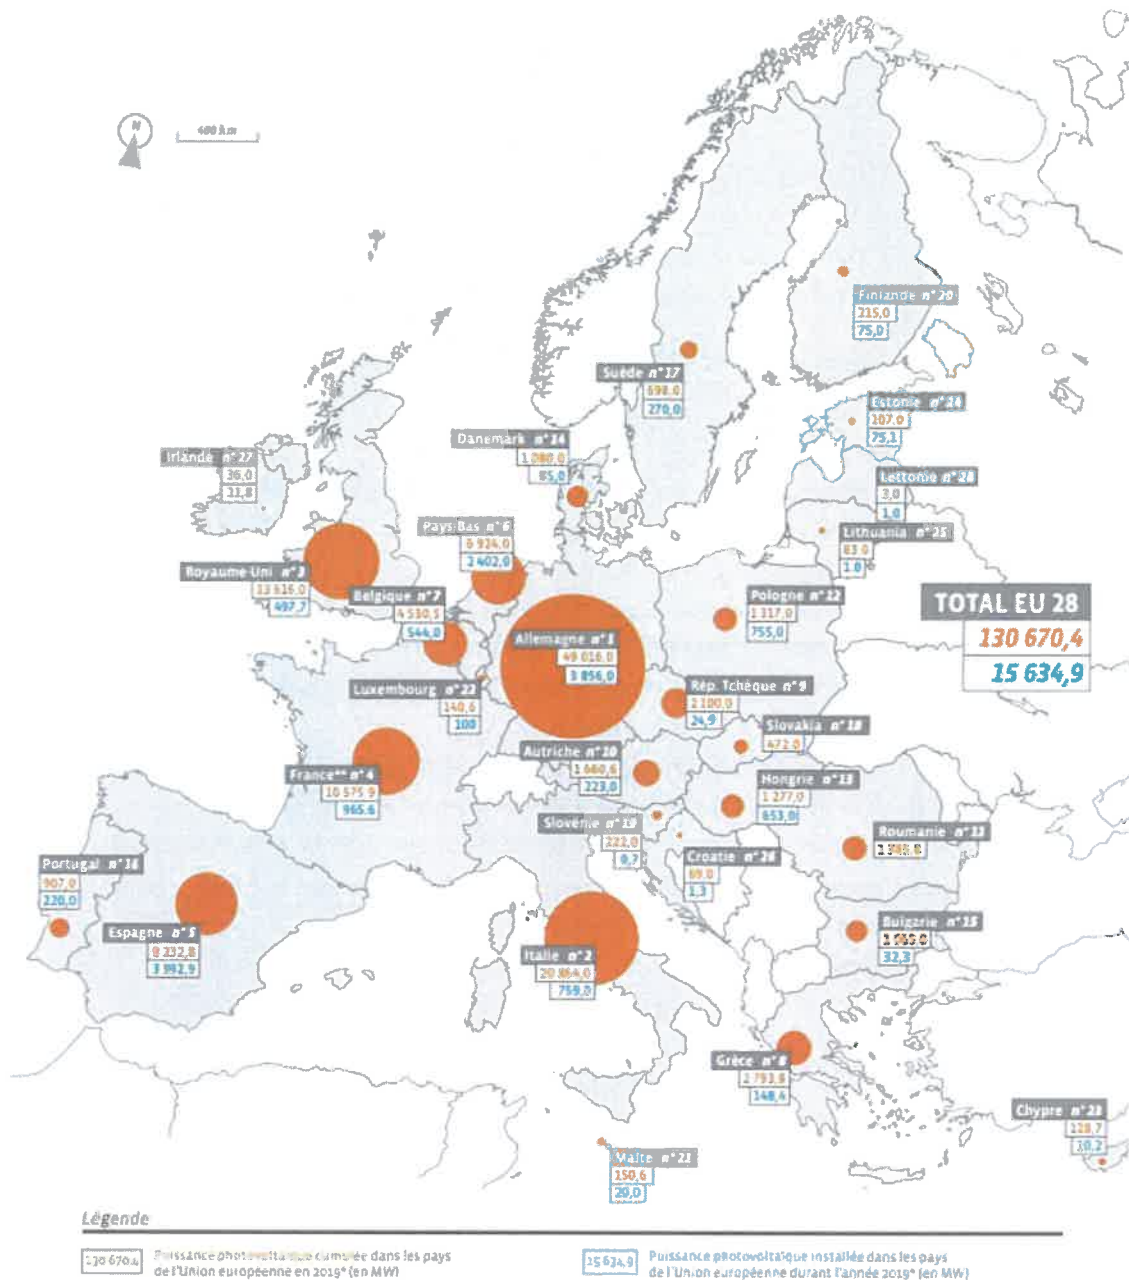 N
400 km
Finlande n° 20
215,0
75,0
Suède n° 17
698,0
270,0
Estonie n° 24
107,0
75,1
Danemark n° 14
1 080,0
85,0
Irlande n° 27
36,0
11,8
Lettonie n° 28
3,0
1,0
Pays-Bas n° 6
6 924,0
2 402,0
Lithuania n° 25
83,0
1,0
Royaume-Uni n° 3
13 616,0
497,7
Belgique n° 7
4 530,5
544,0
Pologne n° 12
1 317,0
755,0
TOTAL EU 28
130 670,4
15 634,9
Allemagne n° 1
49 016,0
3 856,0
Luxembourg n° 22
140,6
100
Rép. Tchèque n° 9
2 100,0
24,9
Slovakia n° 18
472,0
Autriche n° 10
1 660,6
223,0
France** n° 4
10 575,9
965,6
Hongrie n° 13
1 277,0
653,0
Slovénie n° 19
222,0
0,7
Roumanie n° 11
Croatie n° 26
69,0
1,3
Portugal n° 16
907,0
220,0
Espagne n° 5
9 232,8
3 992,9
Bulgarie n° 15
32,3
Italie n° 2
20 864,0
759,0
Grèce n° 8
2 793,8
148,4
Chypre n° 23
128,7
10,2
Malte n° 21
150,6
20,0
Légende
130 670,4
Puissance photovoltaïque cumulée dans les pays
de l'Union européenne en 2019* (en MW)
15 634,9
Puissance photovoltaïque installée dans les pays
de l'Union européenne durant l'année 2019* (en MW)